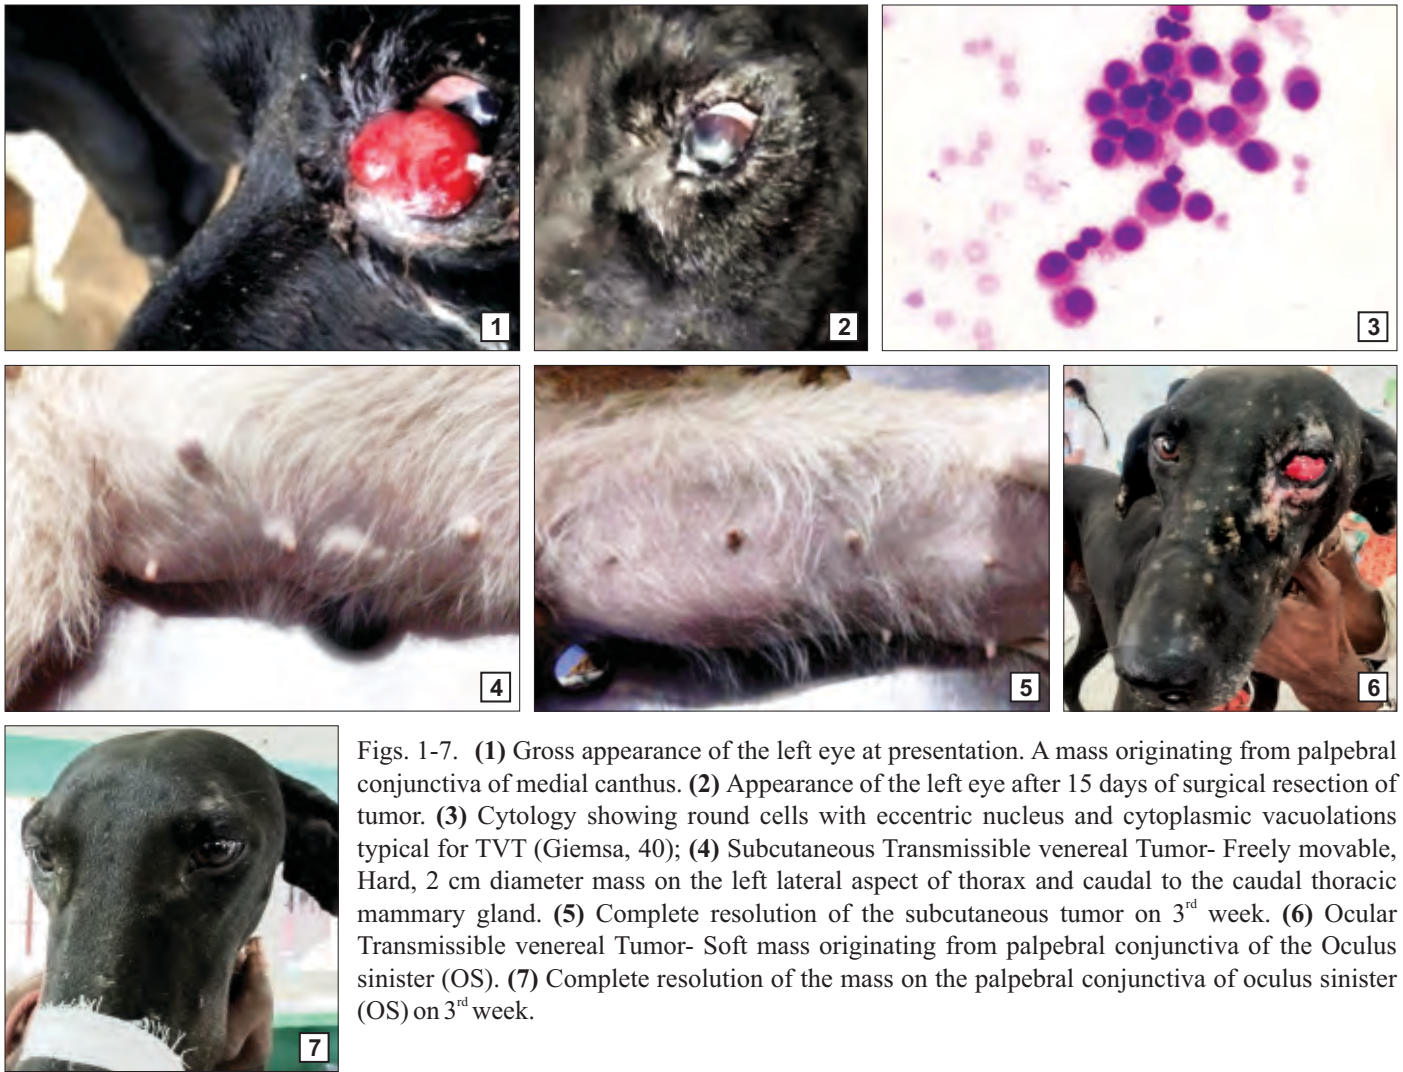 1
2
3
4
5
6
7
Figs. 1-7. (1) Gross appearance of the left eye at presentation. A mass originating from palpebral
conjunctiva of medial canthus. (2) Appearance of the left eye after 15 days of surgical resection of
tumor. (3) Cytology showing round cells with eccentric nucleus and cytoplasmic vacuolations
typical for TVT (Giemsa, 40); (4) Subcutaneous Transmissible venereal Tumor- Freely movable,
Hard, 2 cm diameter mass on the left lateral aspect of thorax and caudal to the caudal thoracic
mammary gland. (5) Complete resolution of the subcutaneous tumor on 3rd week. (6) Ocular
Transmissible venereal Tumor- Soft mass originating from palpebral conjunctiva of the Oculus
sinister (OS). (7) Complete resolution of the mass on the palpebral conjunctiva of oculus sinister
(OS) on 3rd week.